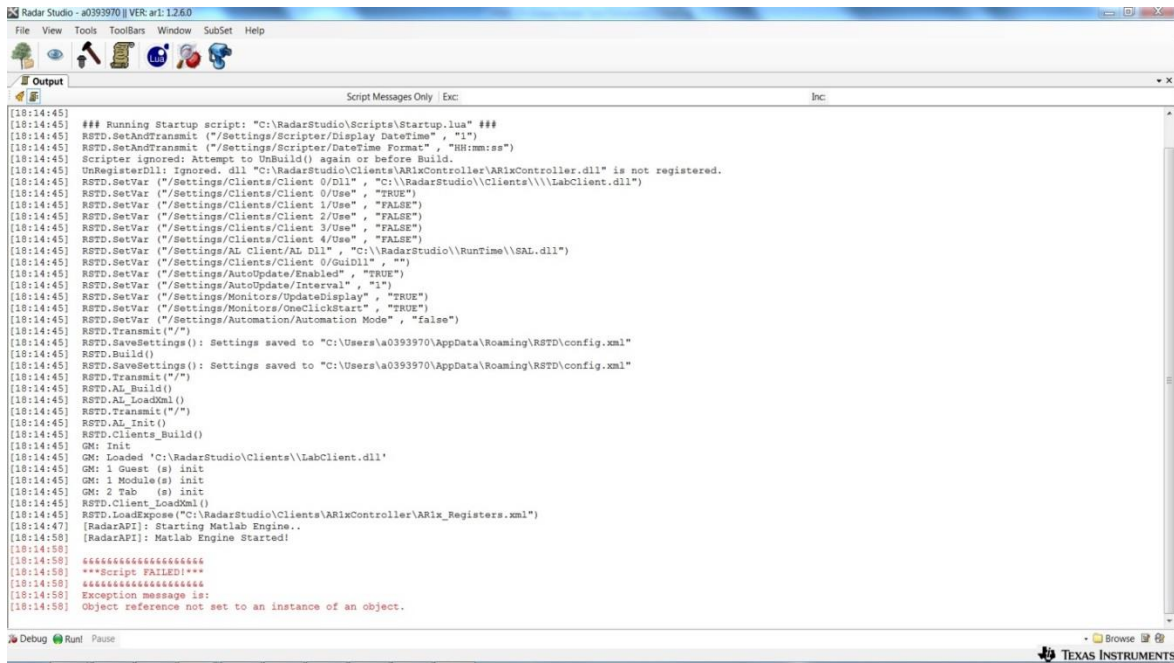 Radar Studio - a0393970 || VER: ar1: 1.2.6.0
File View Tools ToolBars Window SubSet Help
Lua
Output
Script Messages Only Exc: Inc:
[18:14:45]
[18:14:45] ### Running Startup script: "C:\RadarStudio\Scripts\Startup.lua" ###
[18:14:45] RSTD.SetAndTransmit ("/Settings/Scripter/Display DateTime" , "1")
[18:14:45] RSTD.SetAndTransmit ("/Settings/Scripter/DateTime Format" , "HH:mm:ss")
[18:14:45] Scripter ignored: Attempt to UnBuild() again or before Build.
[18:14:45] UnRegisterDll: Ignored. dll "C:\RadarStudio\Clients\AR1xController\AR1xController.dll" is not registered.
[18:14:45] RSTD.SetVar ("/Settings/Clients/Client 0/Dll" , "C:\\RadarStudio\\Clients\\\\LabClient.dll")
[18:14:45] RSTD.SetVar ("/Settings/Clients/Client 0/Use" , "TRUE")
[18:14:45] RSTD.SetVar ("/Settings/Clients/Client 1/Use" , "FALSE")
[18:14:45] RSTD.SetVar ("/Settings/Clients/Client 2/Use" , "FALSE")
[18:14:45] RSTD.SetVar ("/Settings/Clients/Client 3/Use" , "FALSE")
[18:14:45] RSTD.SetVar ("/Settings/Clients/Client 4/Use" , "FALSE")
[18:14:45] RSTD.SetVar ("/Settings/AL Client/AL Dll" , "C:\\RadarStudio\\RunTime\\SAL.dll")
[18:14:45] RSTD.SetVar ("/Settings/Clients/Client 0/GuiDll" , "")
[18:14:45] RSTD.SetVar ("/Settings/AutoUpdate/Enabled" , "TRUE")
[18:14:45] RSTD.SetVar ("/Settings/AutoUpdate/Interval" , "1")
[18:14:45] RSTD.SetVar ("/Settings/Monitors/UpdateDisplay" , "TRUE")
[18:14:45] RSTD.SetVar ("/Settings/Monitors/OneClickStart" , "TRUE")
[18:14:45] RSTD.SetVar ("/Settings/Automation/Automation Mode" , "false")
[18:14:45] RSTD.Transmit("/")
[18:14:45] RSTD.SaveSettings(): Settings saved to "C:\Users\a0393970\AppData\Roaming\RSTD\config.xml"
[18:14:45] RSTD.Build()
[18:14:45] RSTD.SaveSettings(): Settings saved to "C:\Users\a0393970\AppData\Roaming\RSTD\config.xml"
[18:14:45] RSTD.Transmit("/")
[18:14:45] RSTD.AL_Build()
[18:14:45] RSTD.AL_LoadXml()
[18:14:45] RSTD.Transmit("/")
[18:14:45] RSTD.AL_Init()
[18:14:45] RSTD.Clients_Build()
[18:14:45] GM: Init
[18:14:45] GM: Loaded 'C:\RadarStudio\Clients\\LabClient.dll'
[18:14:45] GM: 1 Guest (s) init
[18:14:45] GM: 1 Module(s) init
[18:14:45] GM: 2 Tab (s) init
[18:14:45] RSTD.Client_LoadXml()
[18:14:45] RSTD.LoadExpose("C:\RadarStudio\Clients\AR1xController\AR1x_Registers.xml")
[18:14:47] [RadarAPI]: Starting Matlab Engine..
[18:14:58] [RadarAPI]: Matlab Engine Started!
[18:14:58]
[18:14:58] &&&&&&&&&&&&&&&&&&&&
[18:14:58] ***Script FAILED!***
[18:14:58] &&&&&&&&&&&&&&&&&&&&
[18:14:58] Exception message is:
[18:14:58] Object reference not set to an instance of an object.
Debug Run! Pause Browse
TEXAS INSTRUMENTS